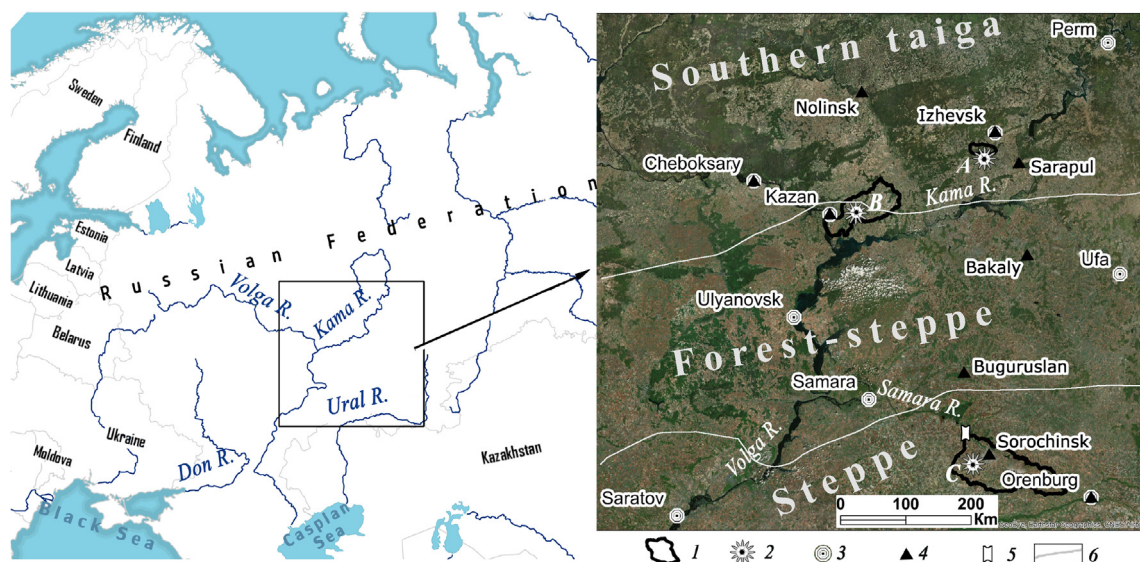 Sweden
Finland
Estonia
Latvia
Lithuania
Belarus
Ukraine
Moldova
Russian Federation
Volga R.
Kama R.
Ural R.
Don R.
Kazakhstan
Black Sea
Caspian
Sea
Southern taiga
Perm
Nolinsk
Izhevsk
A
Sarapul
Cheboksary
Kazan
B
Kama R.
Bakaly
Ufa
Ulyanovsk
Forest-steppe
Buguruslan
Samara
Samara R.
Volga R.
Steppe
Sorochinsk
C
Orenburg
Saratov
0 100 200
Km
1 2 3 4 5 6